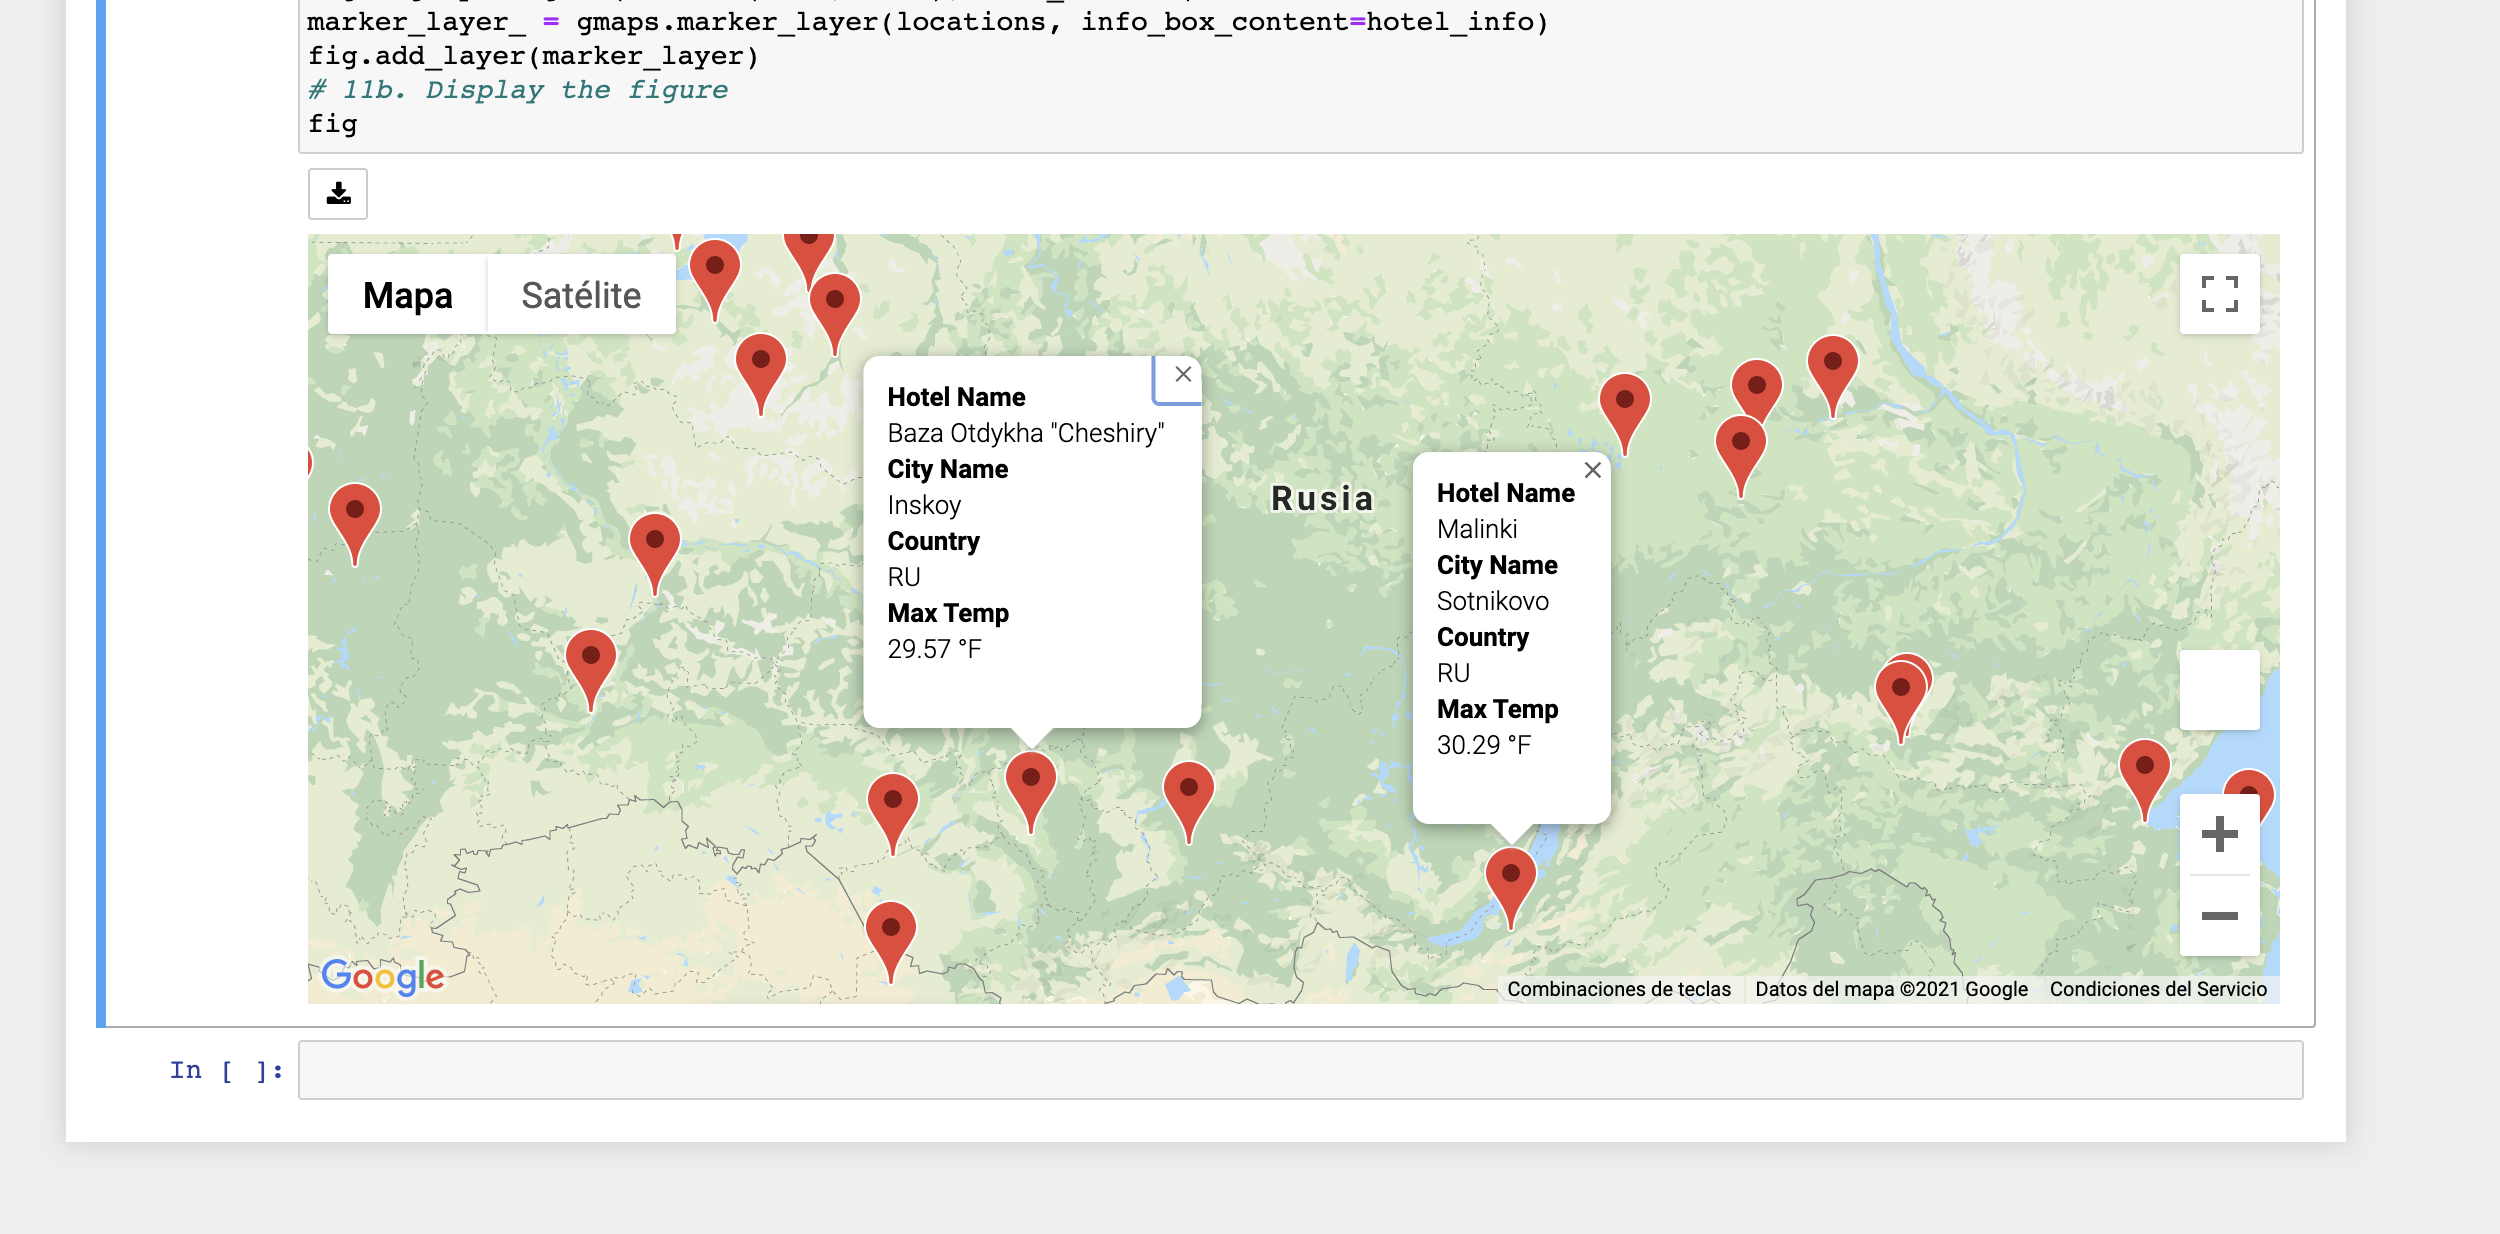 marker_layer_ = gmaps.marker_layer(locations, info_box_content=hotel_info)
fig.add_layer(marker_layer)
# 11b. Display the figure
fig
Mapa Satélite
Hotel Name
Baza Otdykha "Cheshiry"
City Name
Inskoy
Country
RU
Max Temp
29.57 °F
Rusia
Hotel Name
Malinki
City Name
Sotnikovo
Country
RU
Max Temp
30.29 °F
Google
Combinaciones de teclas Datos del mapa ©2021 Google Condiciones del Servicio
In [ ]: